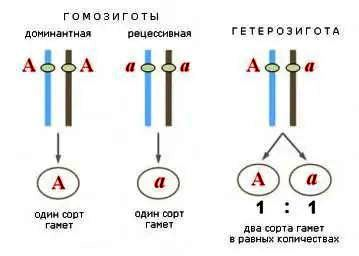 ГОМОЗИГОТЫ
доминантная
рецессивная
ГЕТЕРОЗИГОТА
А А
а а
А а
А
а
А а
1 : 1
один сорт
гамет
один сорт
гамет
два сорта гамет
в равных количествах